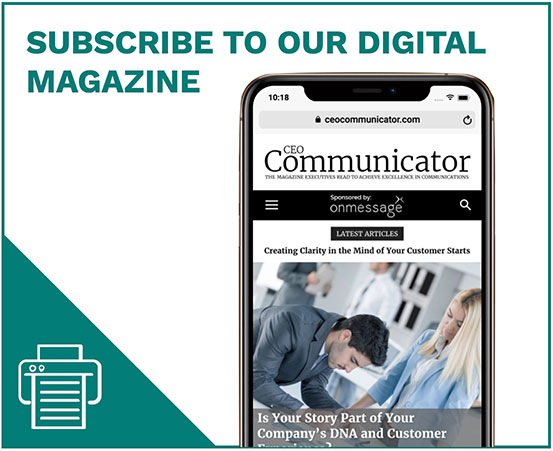 SUBSCRIBE TO OUR DIGITAL
MAGAZINE
10:18
ceocommunicator.com
CEO
Communicator
THE MAGAZINE EXECUTIVES READ TO ACHIEVE EXCELLENCE IN COMMUNICATIONS
Sponsored by:
onmessage
LATEST ARTICLES
Creating Clarity in the Mind of Your Customer Starts
Is Your Story Part of Your
Company's DNA and Customer
Experience?